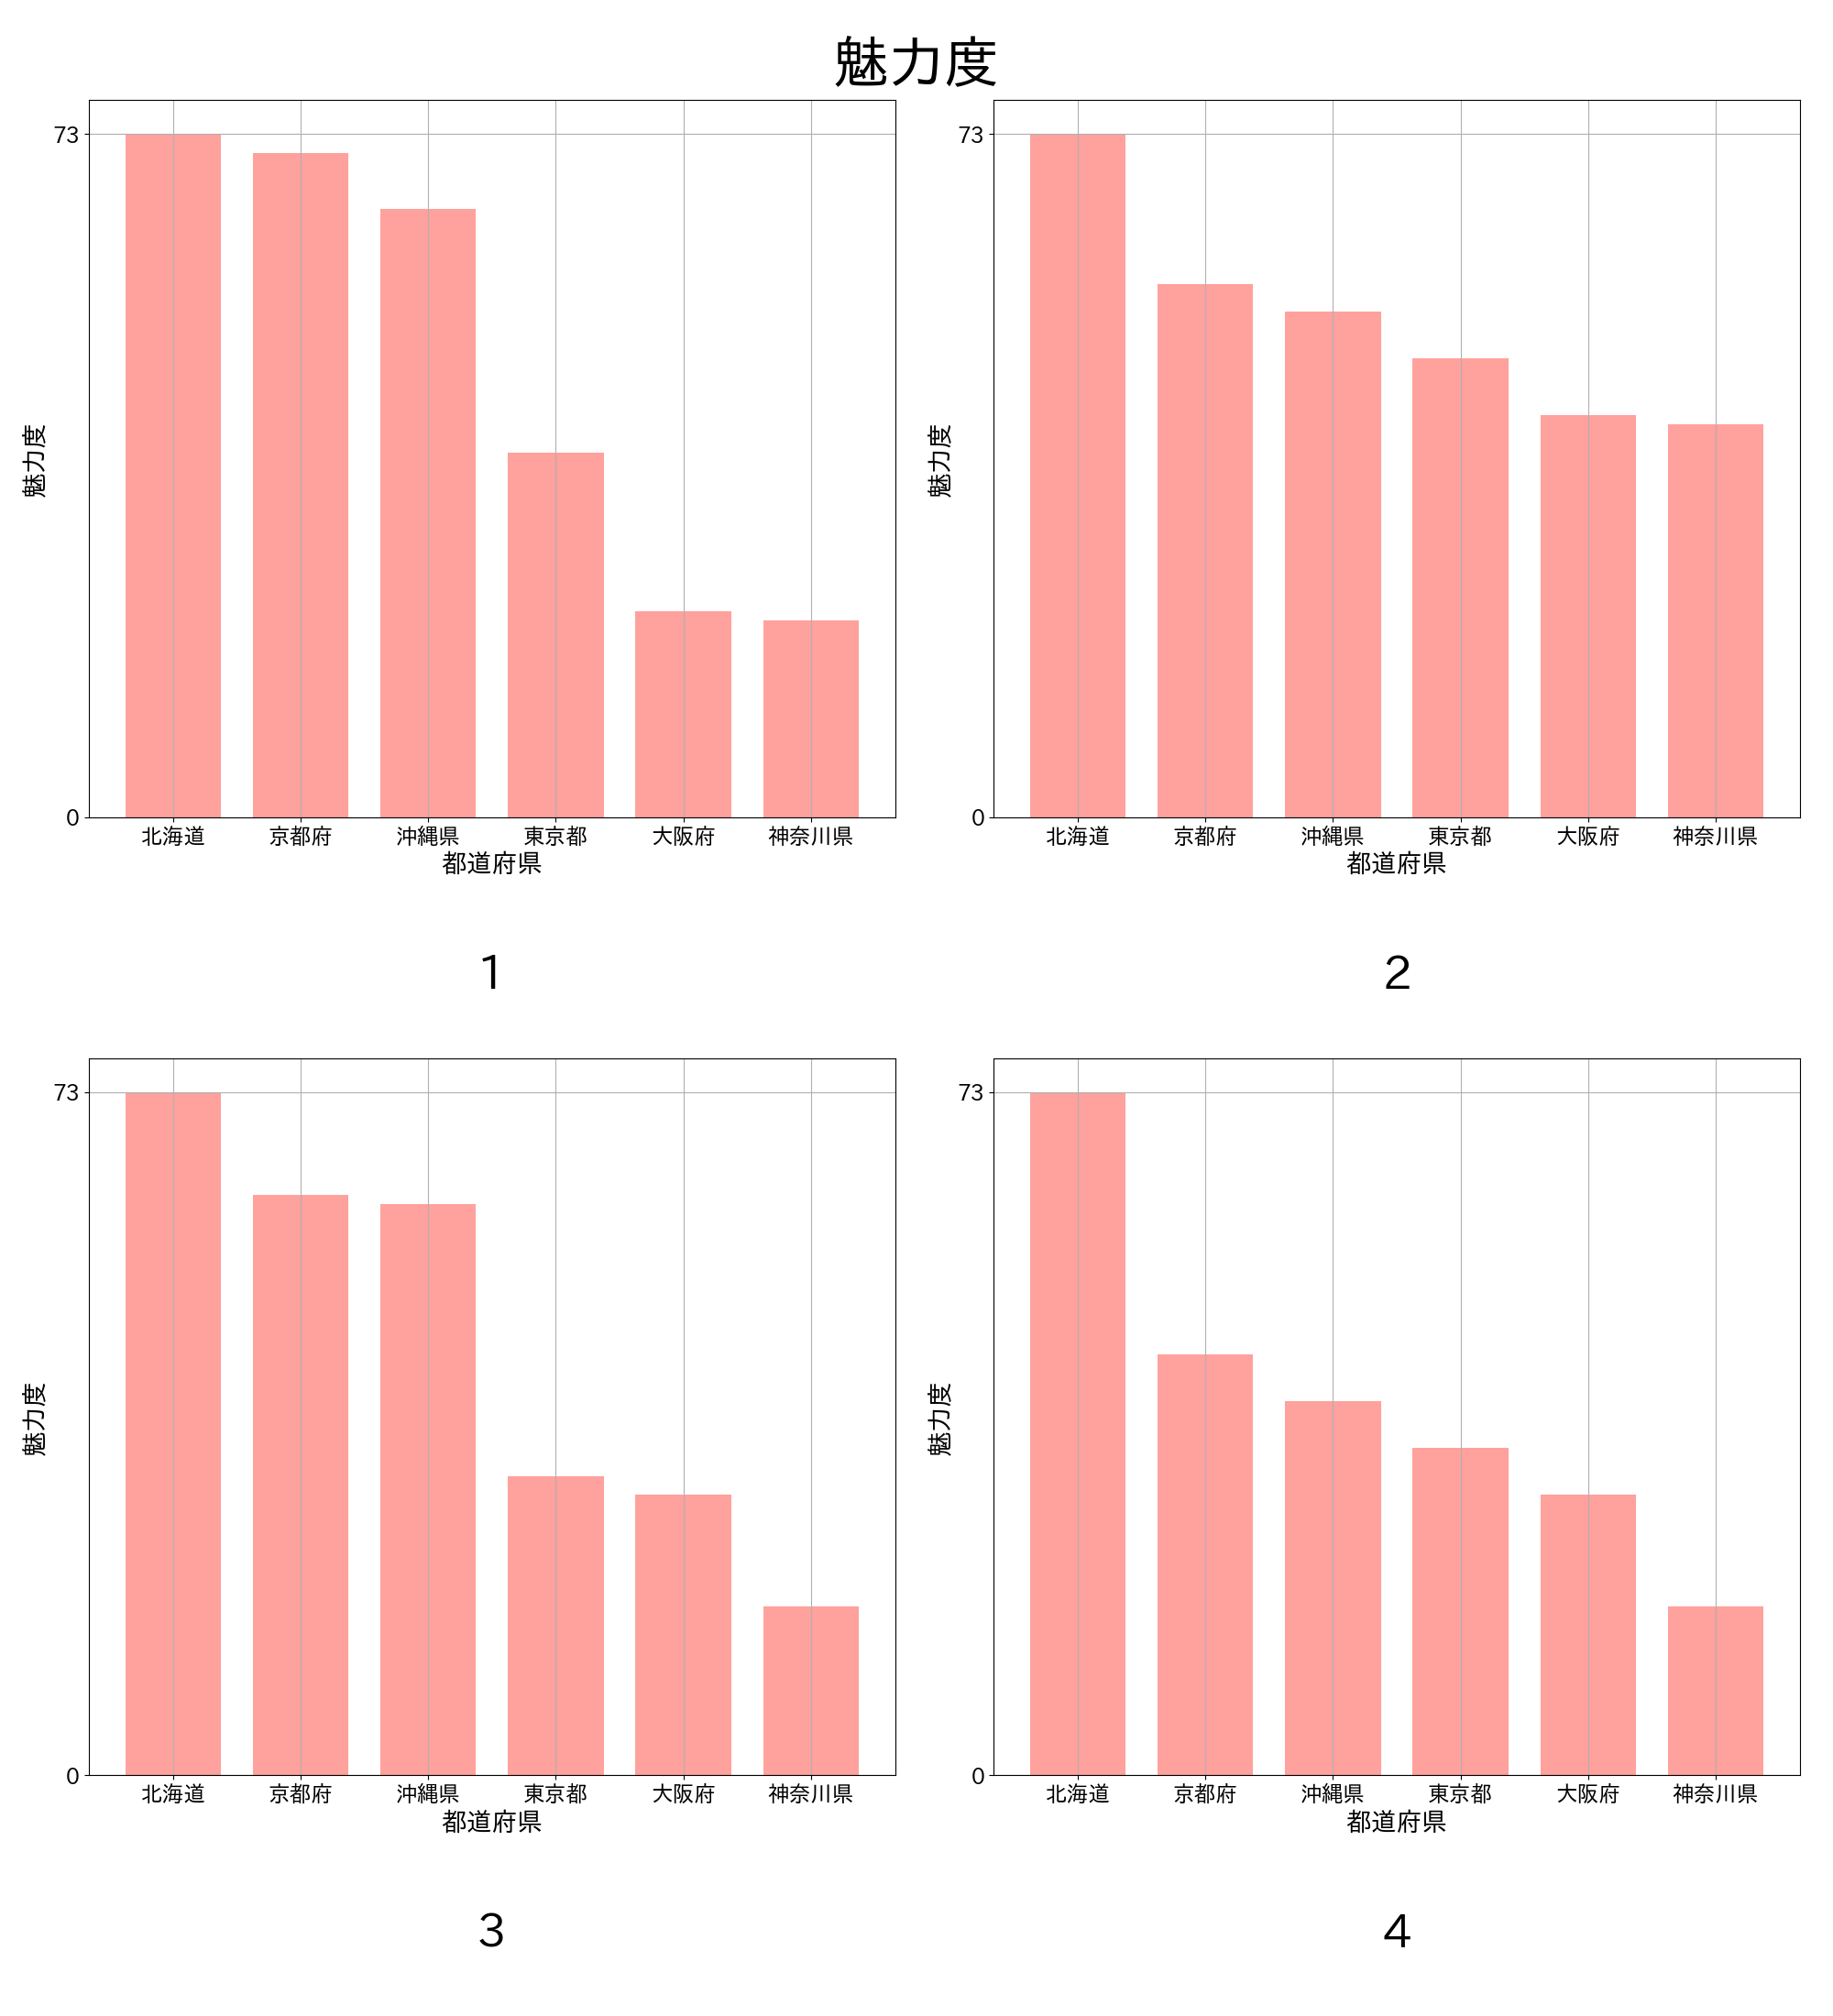 魅力度
73
0
魅力度
北海道 京都府 沖縄県 東京都 大阪府 神奈川県
都道府県
1
73
0
魅力度
北海道 京都府 沖縄県 東京都 大阪府 神奈川県
都道府県
2
73
0
魅力度
北海道 京都府 沖縄県 東京都 大阪府 神奈川県
都道府県
3
73
0
魅力度
北海道 京都府 沖縄県 東京都 大阪府 神奈川県
都道府県
4